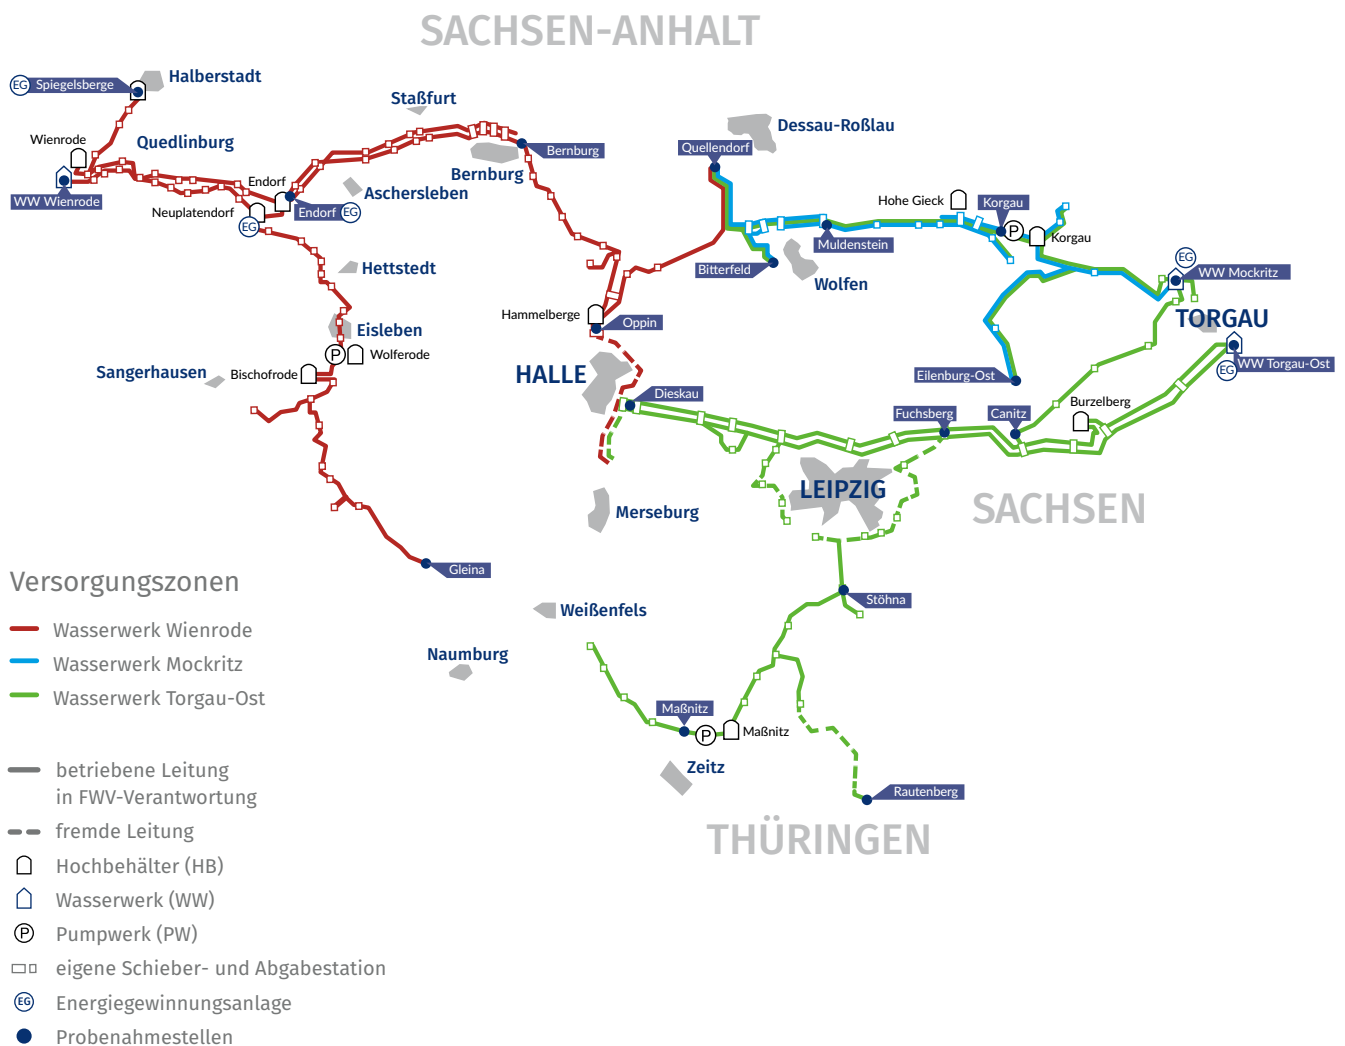 SACHSEN-ANHALT
Halberstadt
EG Spiegelsberge
Staßfurt
Dessau-Roßlau
Wienrode
Quedlinburg
Quellendorf
Bernburg
Bernburg
Endorf
Aschersleben
WW Wienrode
Neuplatendorf
Endorf EG
EG
Hohe Gieck
Korgau
P
Korgau
Muldenstein
Hettstedt
Bitterfeld
Wolfen
EG
WW Mockritz
Hammelberge
Oppin
TORGAU
Eisleben
P
Wolferode
WW Torgau-Ost
EG
Sangerhausen
Bischofrode
HALLE
Eilenburg-Ost
Dieskau
Burzelberg
Fuchsberg
Canitz
LEIPZIG
Merseburg
SACHSEN
Gleina
Versorgungszonen
Wasserwerk Wienrode
Wasserwerk Mockritz
Wasserwerk Torgau-Ost
Stöhna
Weißenfels
Naumburg
Maßnitz
P
Maßnitz
Zeitz
Rautenberg
THÜRINGEN
betriebene Leitung
in FWV-Verantwortung
fremde Leitung
Hochbehälter (HB)
Wasserwerk (WW)
P Pumpwerk (PW)
eigene Schieber- und Abgabestation
EG Energiegewinnungsanlage
Probenahmestellen